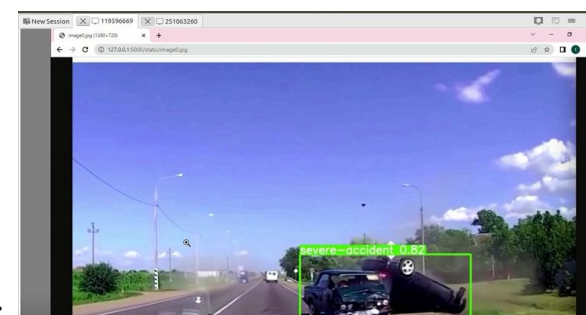 New Session 119596669 251063260
image0.jpg (1280×720)
127.0.0.1:5000/static/image0.jpg
severe-accident 0.82